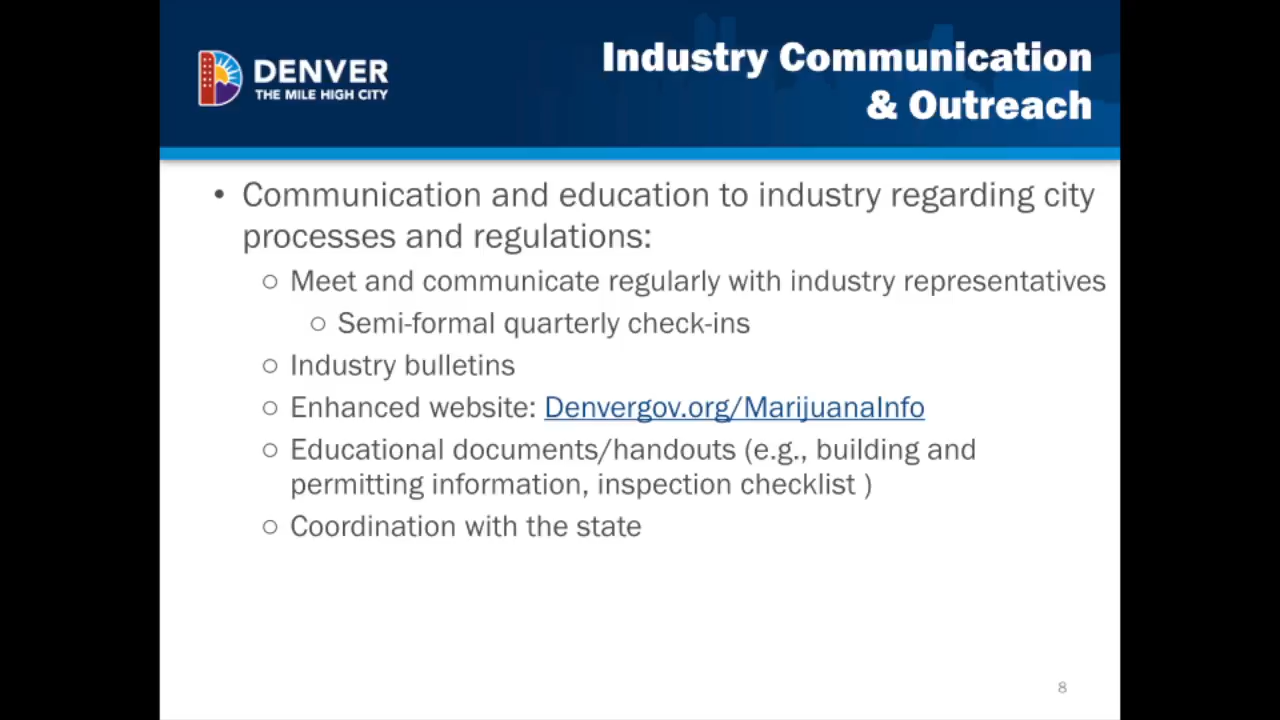 DENVER
THE MILE HIGH CITY
Industry Communication
& Outreach
• Communication and education to industry regarding city
processes and regulations:
○ Meet and communicate regularly with industry representatives
○ Semi-formal quarterly check-ins
○ Industry bulletins
○ Enhanced website: Denvergov.org/MarijuanaInfo
○ Educational documents/handouts (e.g., building and
permitting information, inspection checklist )
○ Coordination with the state
8